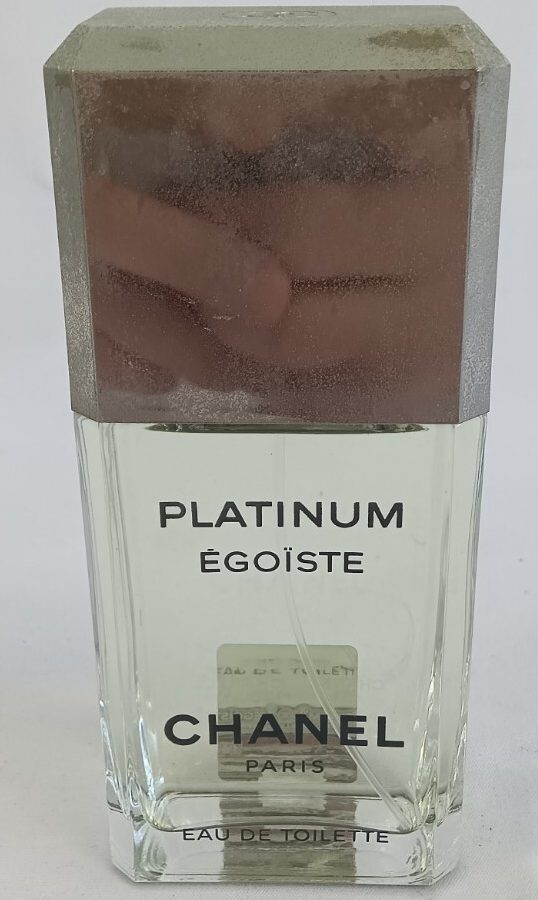 PLATINUM
ÉGOÏSTE
CHANEL
PARIS
EAU DE TOILETTE